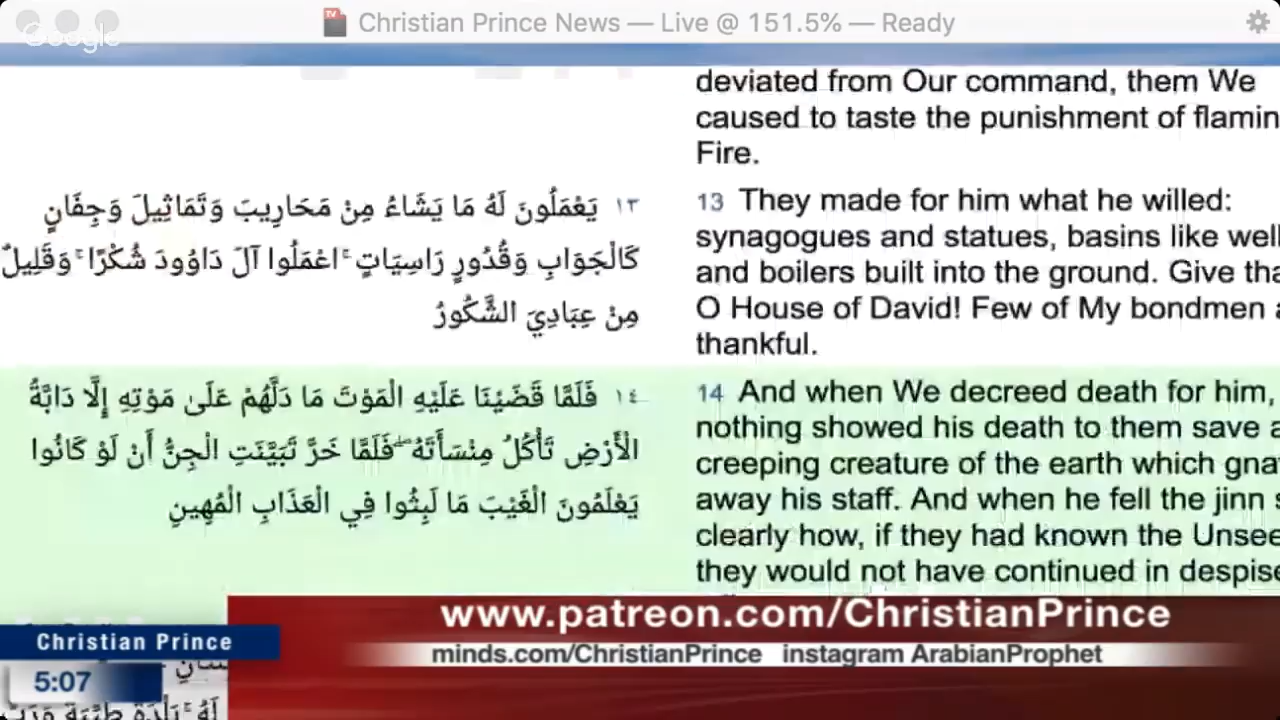 Christian Prince News — Live @ 151.5% — Ready
Google
deviated from Our command, them We
caused to taste the punishment of flamin
Fire.
١٣ يَعْمَلُونَ لَهُ مَا يَشَاءُ مِنْ مَحَارِيبَ وَتَمَاثِيلَ وَجِفَانٍ
كَالْجَوَابِ وَقُدُورٍ رَاسِيَاتٍ ۚ اعْمَلُوا آلَ دَاوُودَ شُكْرًا ۚ وَقَلِيلٌ
مِنْ عِبَادِيَ الشَّكُورُ
13 They made for him what he willed:
synagogues and statues, basins like well
and boilers built into the ground. Give tha
O House of David! Few of My bondmen a
thankful.
١٤ فَلَمَّا قَضَيْنَا عَلَيْهِ الْمَوْتَ مَا دَلَّهُمْ عَلَىٰ مَوْتِهِ إِلَّا دَابَّةُ
الْأَرْضِ تَأْكُلُ مِنْسَأَتَهُ ۖ فَلَمَّا خَرَّ تَبَيَّنَتِ الْجِنُّ أَنْ لَوْ كَانُوا
يَعْلَمُونَ الْغَيْبَ مَا لَبِثُوا فِي الْعَذَابِ الْمُهِينِ
14 And when We decreed death for him,
nothing showed his death to them save a
creeping creature of the earth which gna
away his staff. And when he fell the jinn s
clearly how, if they had known the Unsee
they would not have continued in despise
www.patreon.com/ChristianPrince
minds.com/ChristianPrince instagram ArabianProphet
Christian Prince
5:07
لَهُ ۚ بَلْدَةٌ طَيِّبَةٌ وَرَبٌّ